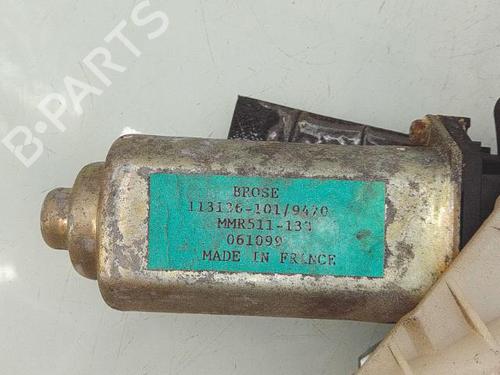 B-PARTS
BROSE
113136-101/9470
MMR511-133
061099
MADE IN FRANCE